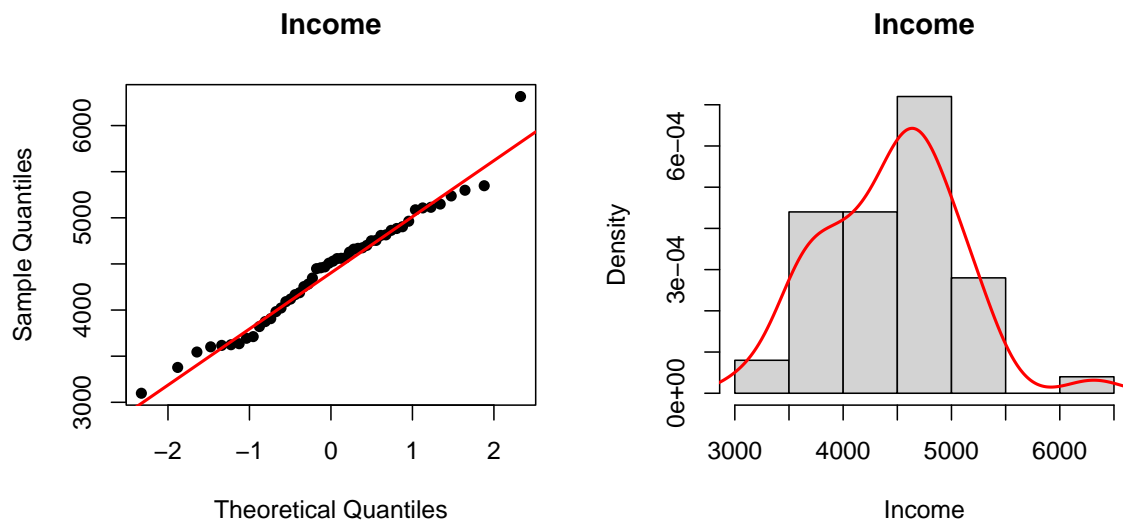 Income
Sample Quantiles
6000
5000
4000
3000
−2 −1 0 1 2
Theoretical Quantiles
Income
Density
6e−04
3e−04
0e+00
3000 4000 5000 6000
Income